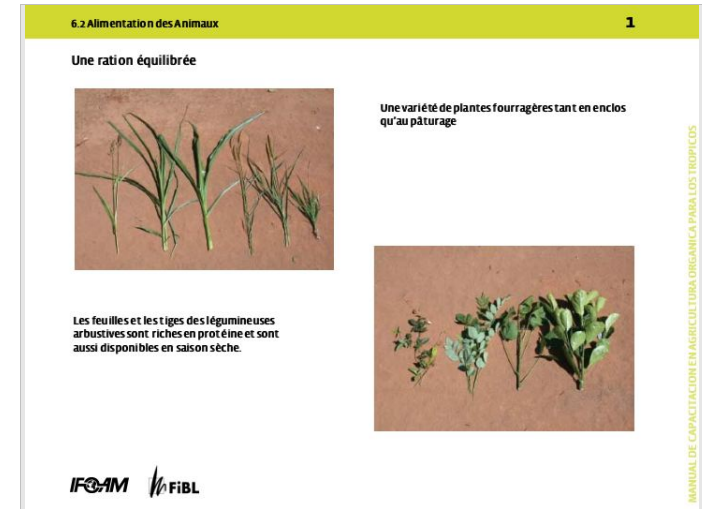 6.2 Alimentation des Animaux
1
Une ration équilibrée
Une variété de plantes fourragères tant en enclos
qu'au pâturage
Les feuilles et les tiges des légumineuses
arbustives sont riches en protéine et sont
aussi disponibles en saison sèche.
MANUAL DE CAPACITACION EN AGRICULTURA ORGANICA PARA LOS TROPICOS
IFOAM
FiBL